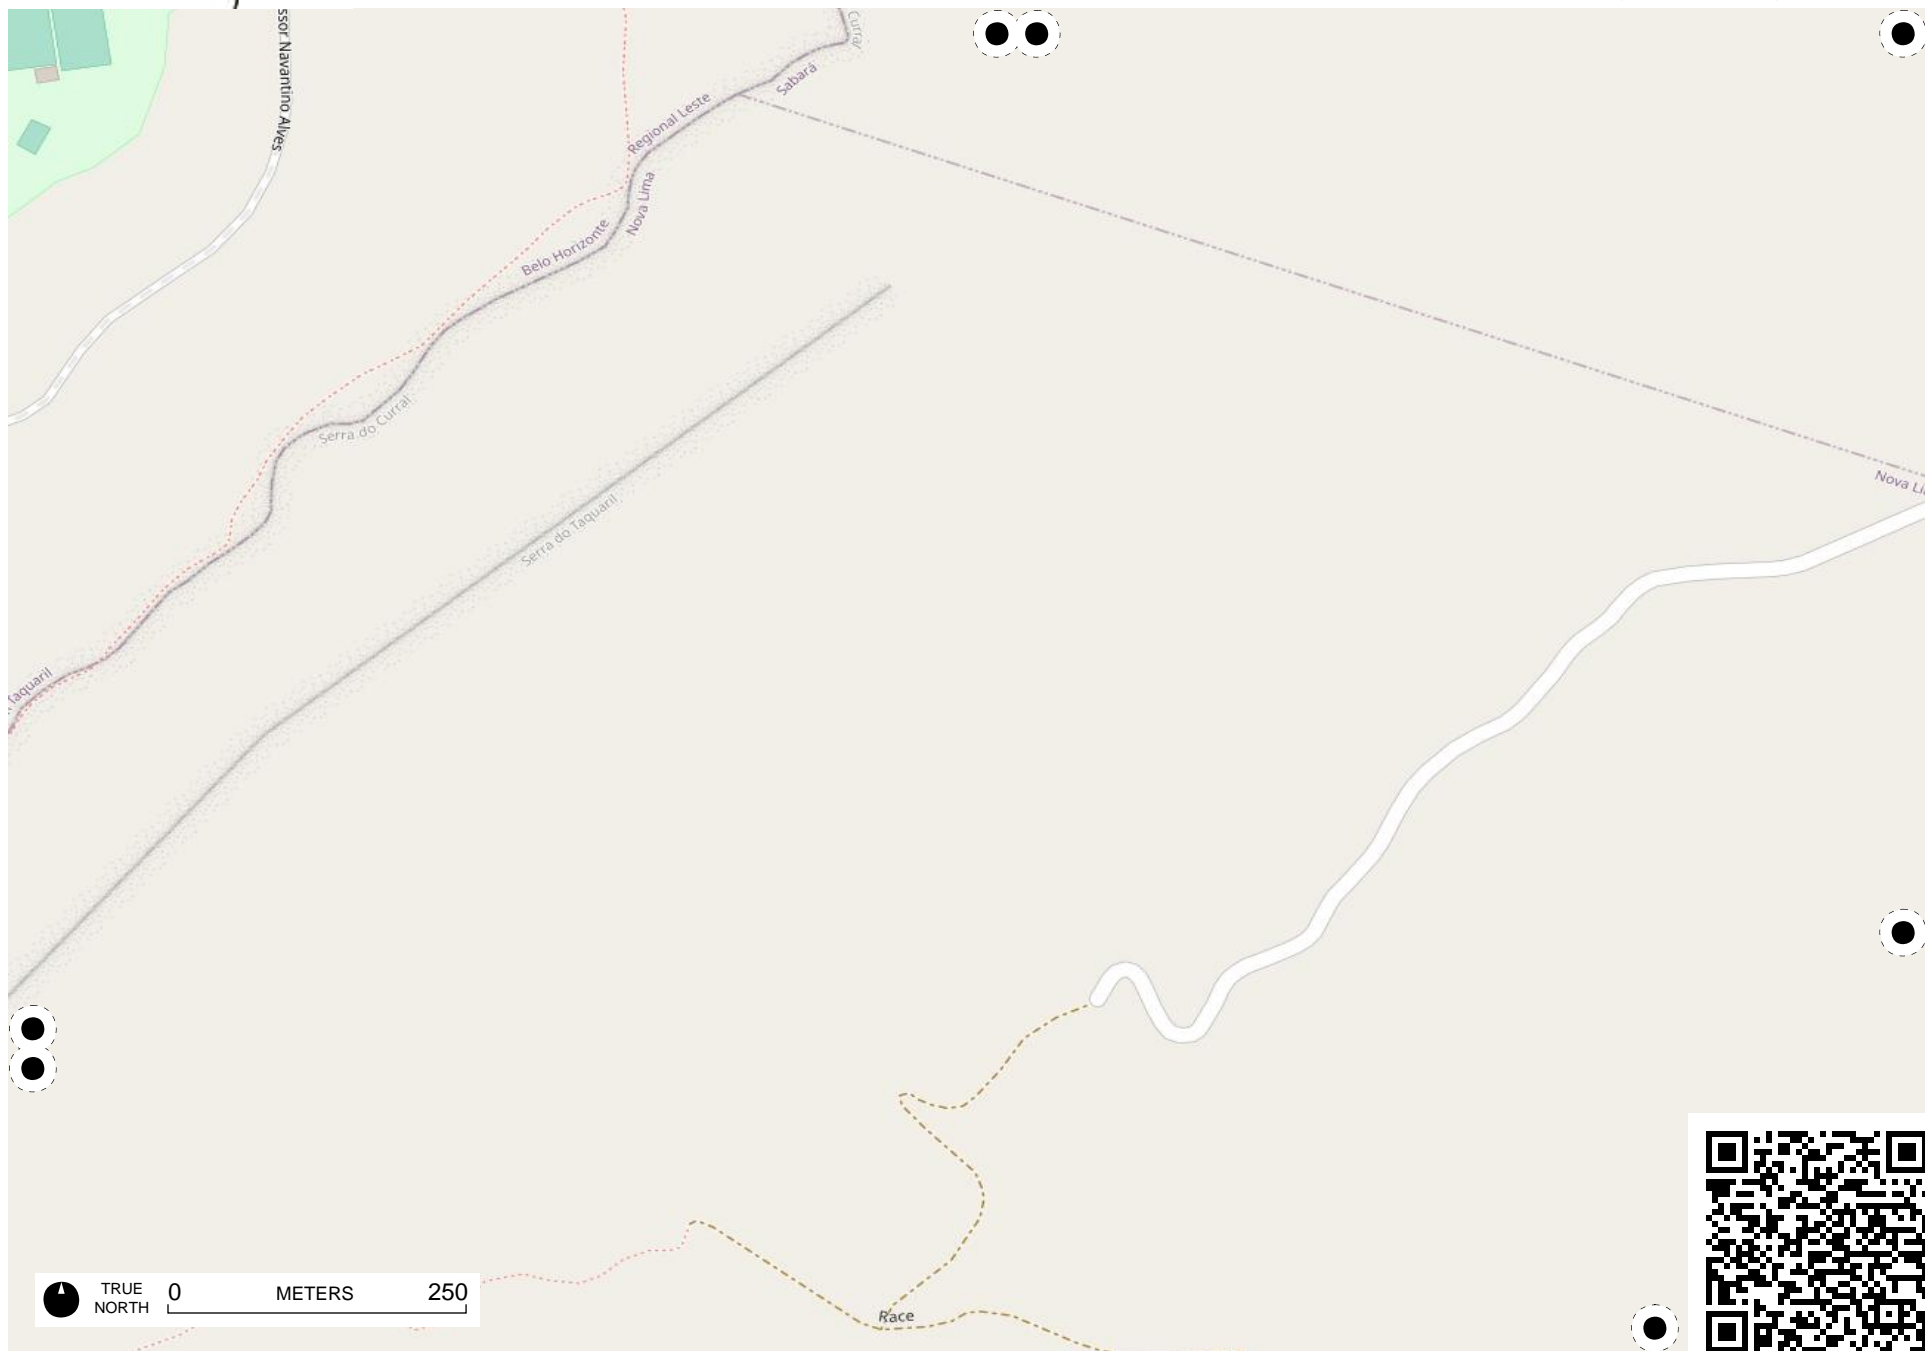 ssor Navantino Alves
Curral
Sabará
Regional Leste
Nova Lima
Belo Horizonte
Serra do Curral
Serra do Taquaril
Nova Li
Taquaril
Race
TRUE NORTH
0 METERS 250